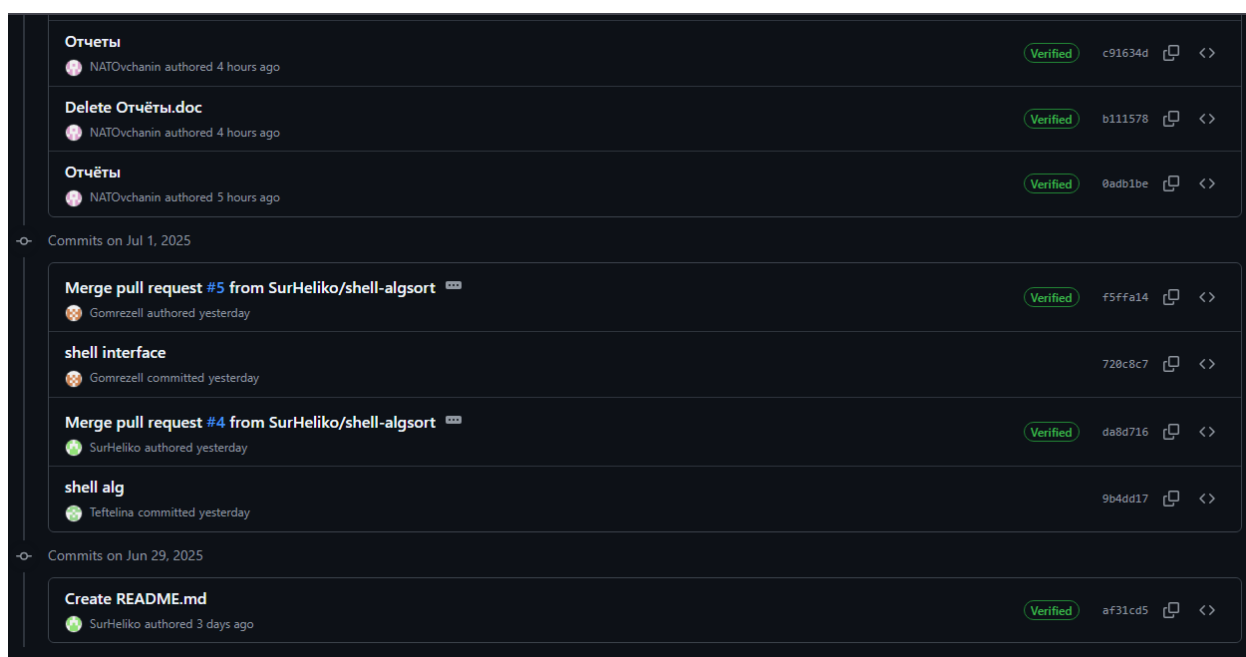 Отчеты
Verified c91634d
NATOvchanin authored 4 hours ago
Delete Отчёты.doc
Verified b111578
NATOvchanin authored 4 hours ago
Отчёты
Verified 0adb1be
NATOvchanin authored 5 hours ago
Commits on Jul 1, 2025
Merge pull request #5 from SurHeliko/shell-algsort
Verified f5ffa14
Gomrezell authored yesterday
shell interface
720c8c7
Gomrezell committed yesterday
Merge pull request #4 from SurHeliko/shell-algsort
Verified da8d716
SurHeliko authored yesterday
shell alg
9b4dd17
Teftelina committed yesterday
Commits on Jun 29, 2025
Create README.md
Verified af31cd5
SurHeliko authored 3 days ago